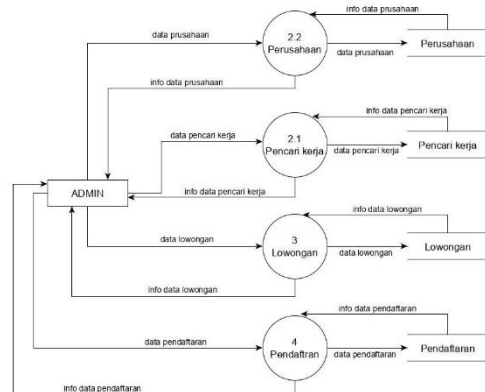 info data prusahaan
2.2
Perusahaan
data prusahaan
data prusahaan
Perusahaan
info data prusahaan
info data pencari kerja
2.1
Pencari kerja
data pencari kerja
data pencari kerja
Pencari kerja
info data pencari kerja
ADMIN
info data lowongan
3
Lowongan
data lowongan
data lowongan
Lowongan
info data lowongan
info data pendaftaran
4
Pendaftran
data pendaftaran
data pendaftaran
Pendaftaran
info data pendaftaran